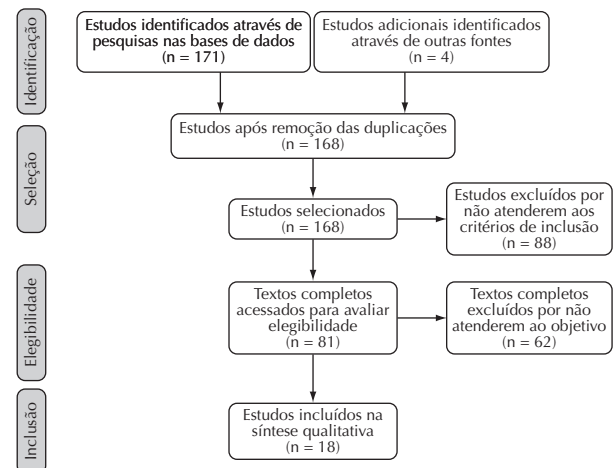 Identificação
Estudos identificados através de
pesquisas nas bases de dados
(n = 171)
Estudos adicionais identificados
através de outras fontes
(n = 4)
Estudos após remoção das duplicações
(n = 168)
Seleção
Estudos selecionados
(n = 168)
Estudos excluídos por
não atenderem aos
critérios de inclusão
(n = 88)
Elegibilidade
Textos completos
acessados para avaliar
elegibilidade
(n = 81)
Textos completos
excluídos por não
atenderem ao objetivo
(n = 62)
Inclusão
Estudos incluídos na
síntese qualitativa
(n = 18)